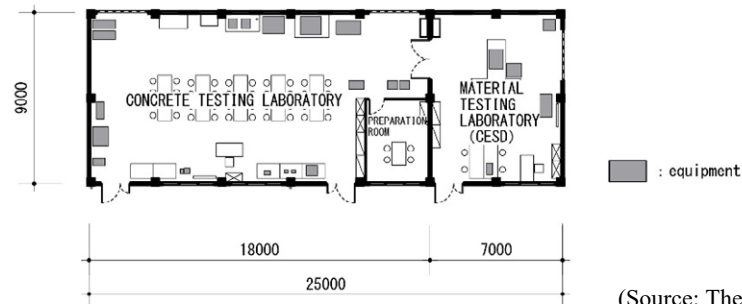 9000
CONCRETE TESTING LABORATORY
PREPARATION
ROOM
MATERIAL
TESTING
LABORATORY
(CESD)
: equipment
18000
7000
25000
(Source: The